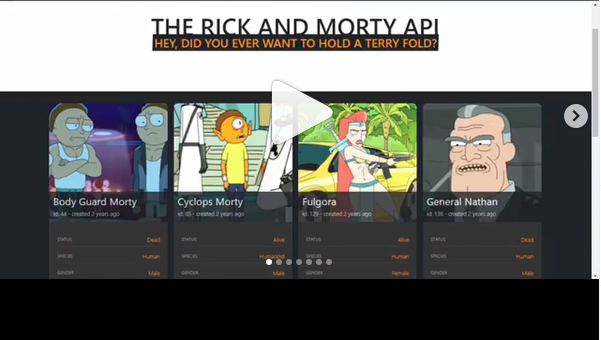 THE RICK AND MORTY API
HEY, DID YOU EVER WANT TO HOLD A TERRY FOLD?
Body Guard Morty
id: 44 - created 2 years ago
Cyclops Morty
id: 85 - created 2 years ago
Fulgora
id: 129 - created 2 years ago
General Nathan
id: 136 - created 2 years ago
STATUS Dead
STATUS Alive
STATUS Alive
STATUS Dead
SPECIES Human
SPECIES Humanoid
SPECIES Human
SPECIES Human
GENDER Male
GENDER Male
GENDER Female
GENDER Male